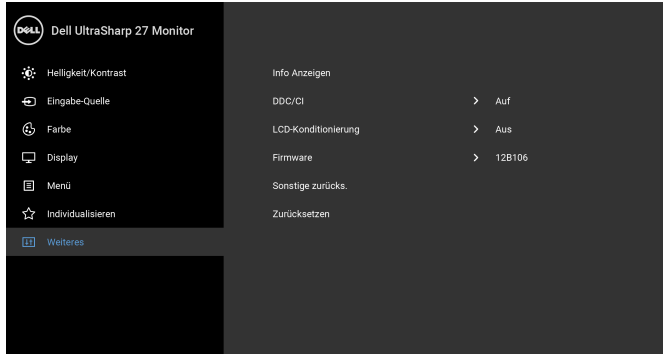 DELL
Dell UltraSharp 27 Monitor
Helligkeit/Kontrast
Eingabe-Quelle
Farbe
Display
Menü
Individualisieren
Weiteres
Info Anzeigen
DDC/CI > Auf
LCD-Konditionierung > Aus
Firmware > 12B106
Sonstige zurücks.
Zurücksetzen